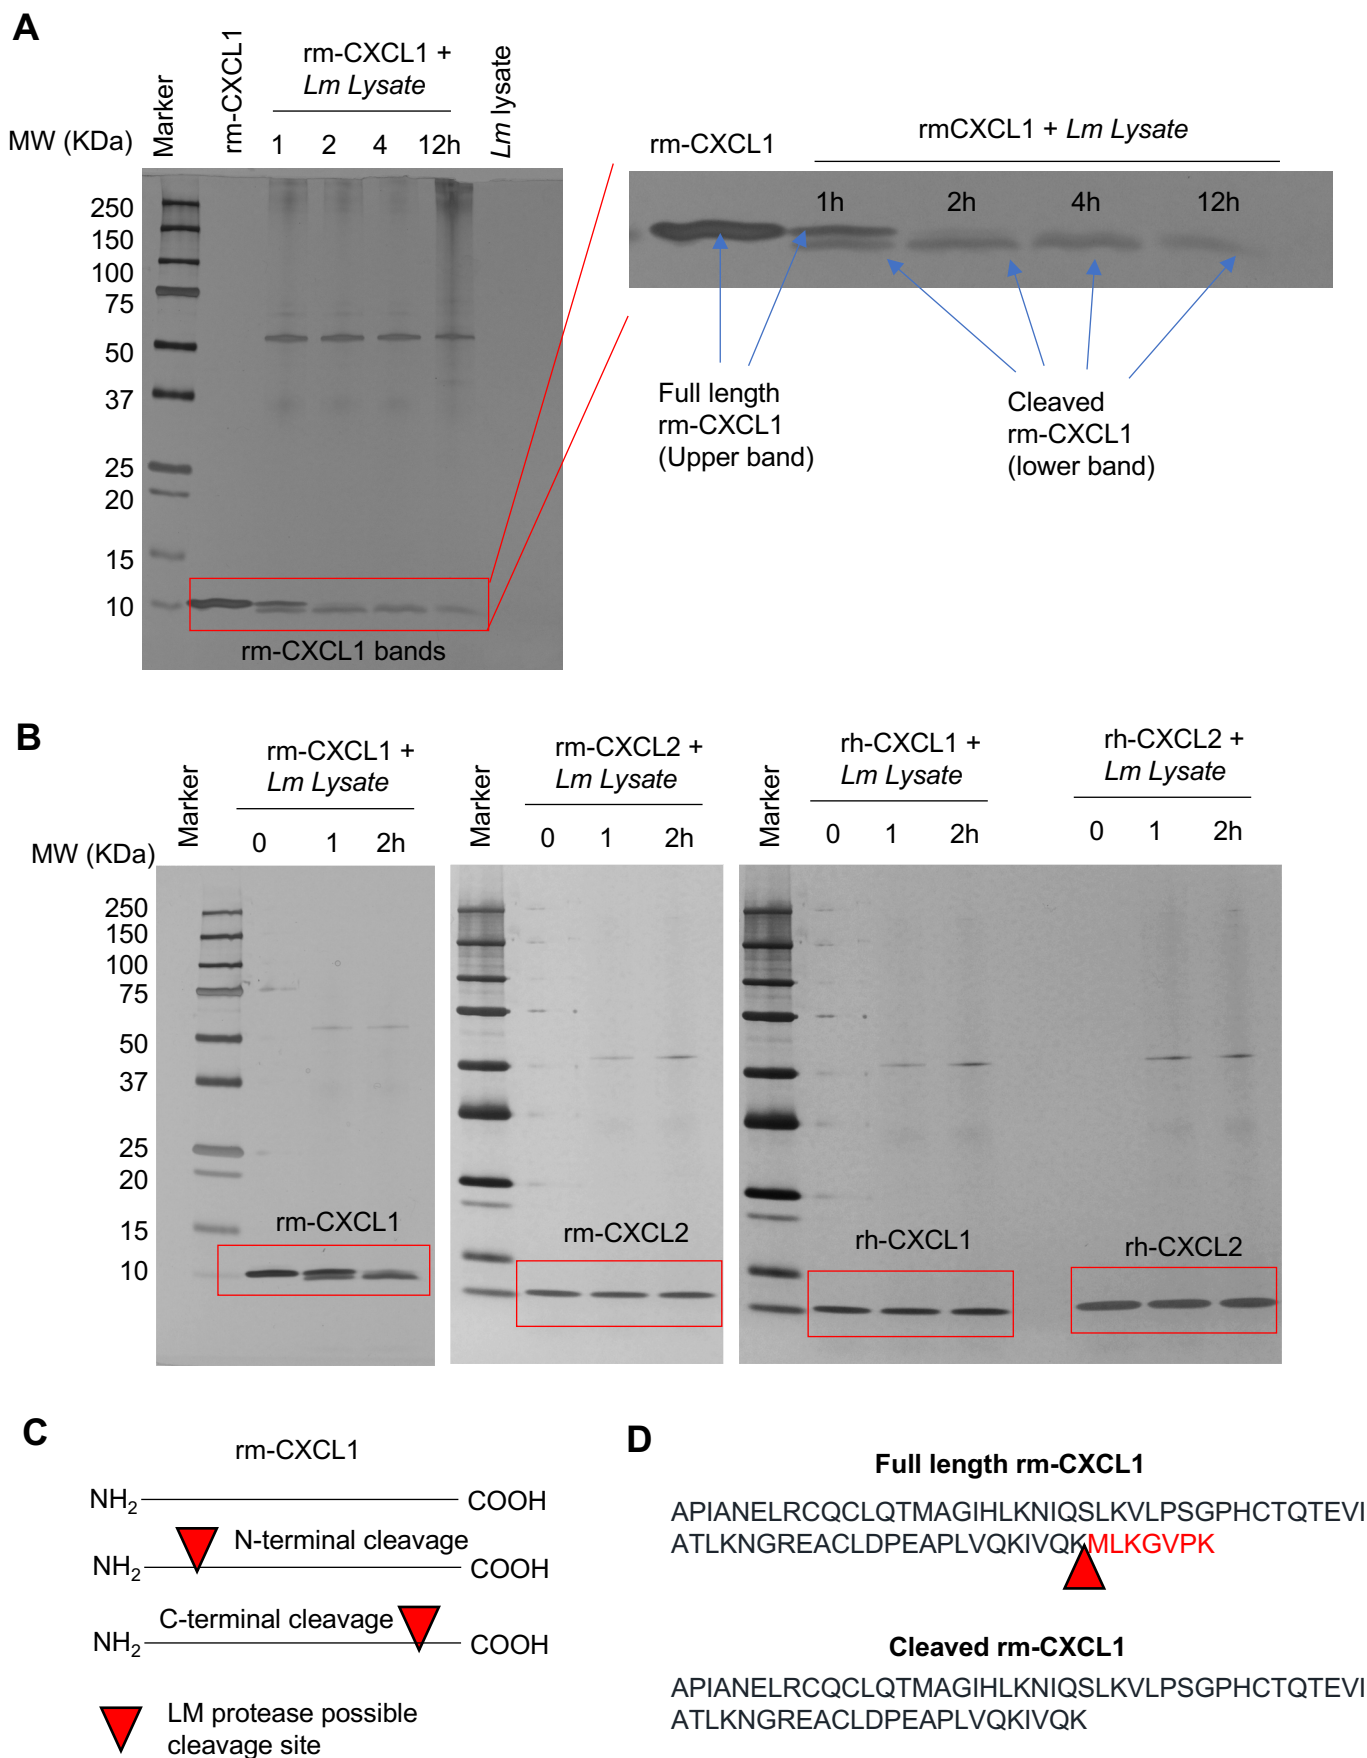 A
Marker
rm-CXCL1
rm-CXCL1 +
Lm Lysate
Lm lysate
MW (KDa)
1 2 4 12h
250
150
100
75
50
37
25
20
15
10
rm-CXCL1 bands
rm-CXCL1
rmCXCL1 + Lm Lysate
1h 2h 4h 12h
Full length
rm-CXCL1
(Upper band)
Cleaved
rm-CXCL1
(lower band)
B
MW (KDa)
Marker
rm-CXCL1 +
Lm Lysate
0 1 2h
Marker
rm-CXCL2 +
Lm Lysate
0 1 2h
Marker
rh-CXCL1 +
Lm Lysate
0 1 2h
rh-CXCL2 +
Lm Lysate
0 1 2h
250
150
100
75
50
37
25
20
15
10
rm-CXCL1
rm-CXCL2
rh-CXCL1
rh-CXCL2
C
rm-CXCL1
NH2 COOH
N-terminal cleavage
NH2 COOH
C-terminal cleavage
NH2 COOH
LM protease possible
cleavage site
D
Full length rm-CXCL1
APIANELRCQCLQTMAGIHLKNIQSLKVLPSGPHCTQTEVI
ATLKNGREACLDPEAPLVQKIVQKMLKGVPK
Cleaved rm-CXCL1
APIANELRCQCLQTMAGIHLKNIQSLKVLPSGPHCTQTEVI
ATLKNGREACLDPEAPLVQKIVQK